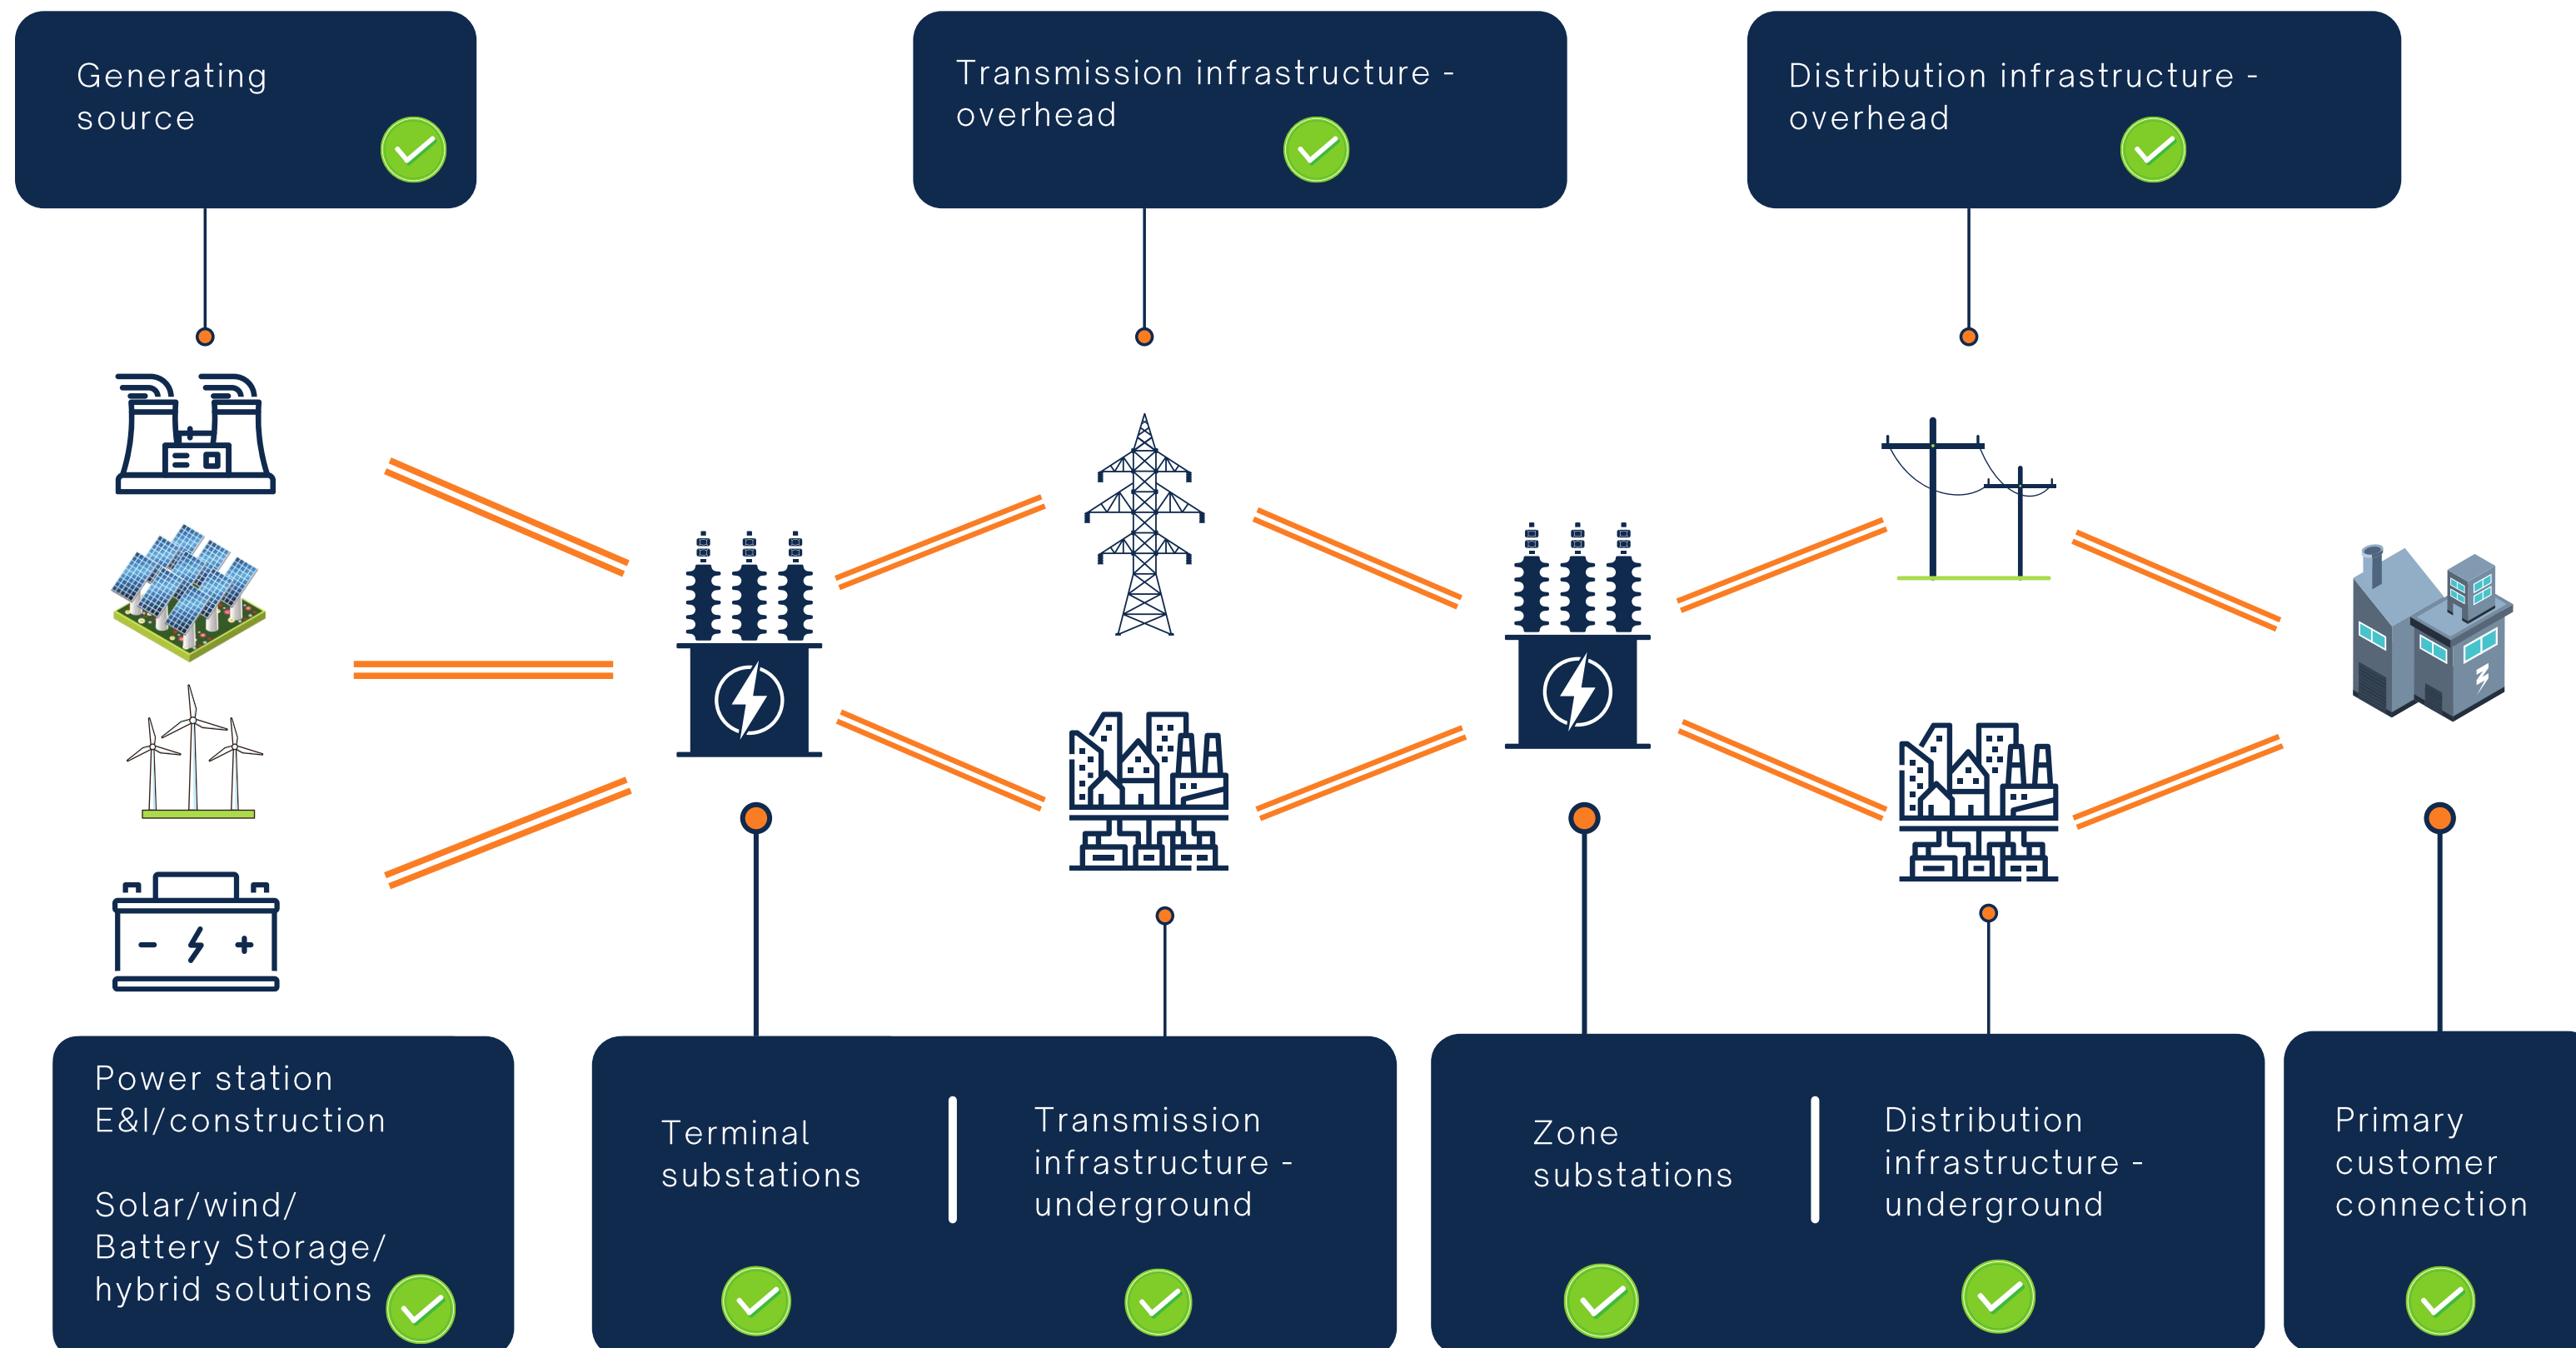 Generating
source
Transmission infrastructure -
overhead
Distribution infrastructure -
overhead
Power station
E&I/construction
Solar/wind/
Battery Storage/
hybrid solutions
Terminal
substations
Transmission
infrastructure -
underground
Zone
substations
Distribution
infrastructure -
underground
Primary
customer
connection